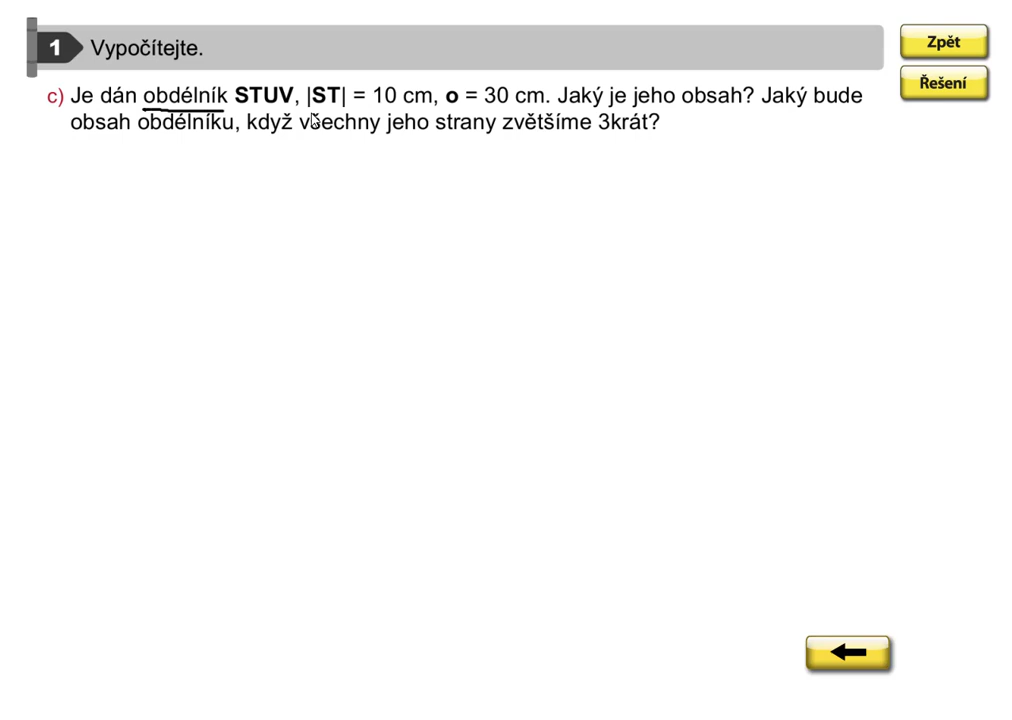 1 Vypočítejte.
Zpět
Řešení
c) Je dán obdélník STUV, |ST| = 10 cm, o = 30 cm. Jaký je jeho obsah? Jaký bude
obsah obdélníku, když všechny jeho strany zvětšíme 3krát?